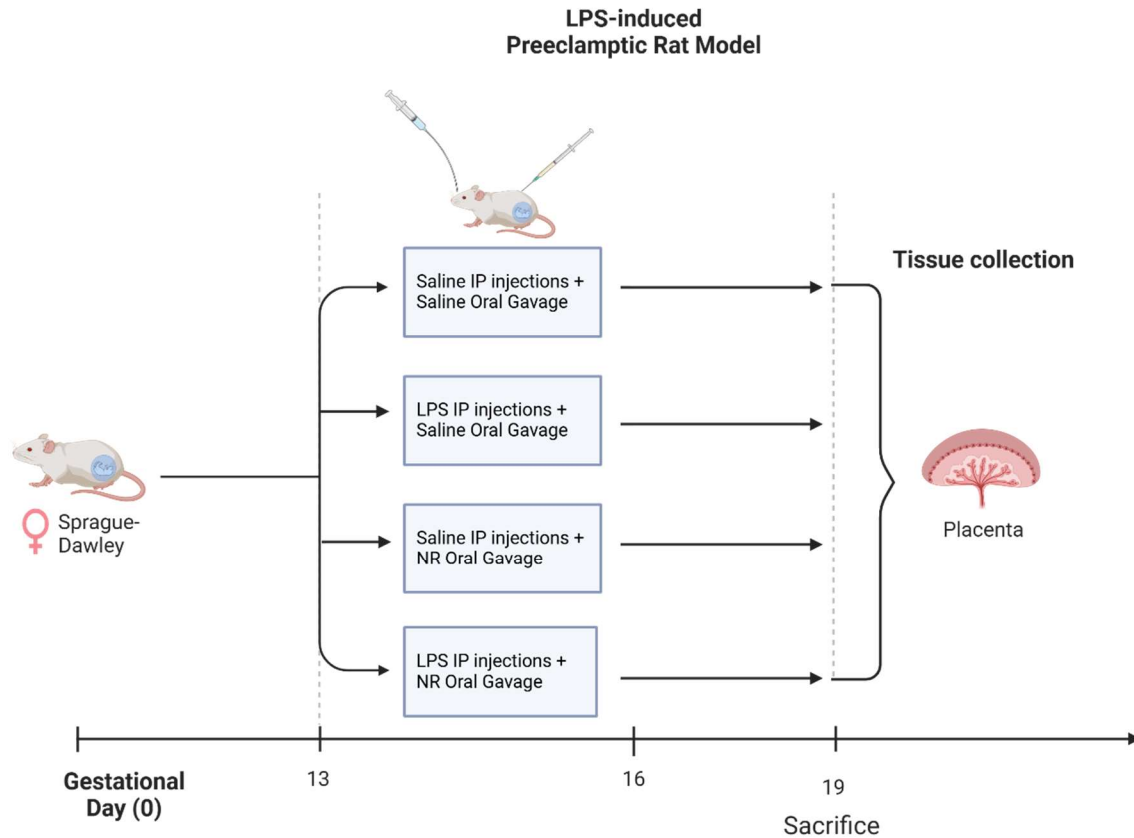 LPS-induced
Preeclamptic Rat Model
Saline IP injections +
Saline Oral Gavage
Tissue collection
LPS IP injections +
Saline Oral Gavage
Sprague-
Dawley
Saline IP injections +
NR Oral Gavage
Placenta
LPS IP injections +
NR Oral Gavage
Gestational
Day (0)
13
16
19
Sacrifice